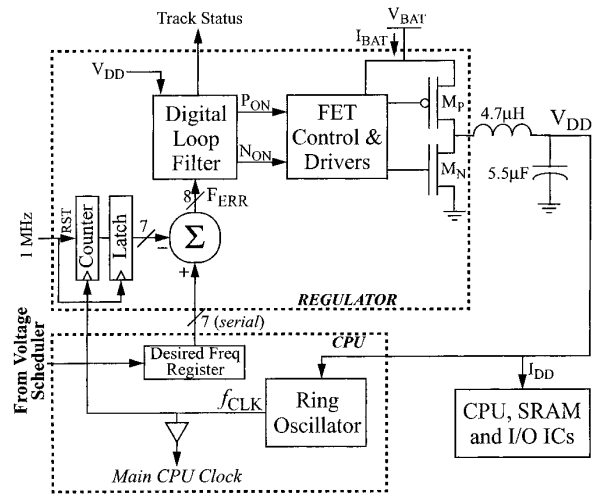 Track Status
V_BAT
I_BAT
V_DD
Digital
Loop
Filter
P_ON
N_ON
FET
Control &
Drivers
M_P
M_N
4.7μH
V_DD
5.5μF
8
F_ERR
1 MHz
RST
Counter
Latch
7
−
Σ
+
REGULATOR
7 (serial)
CPU
From Voltage
Scheduler
Desired Freq
Register
I_DD
f_CLK
Ring
Oscillator
CPU, SRAM
and I/O ICs
Main CPU Clock